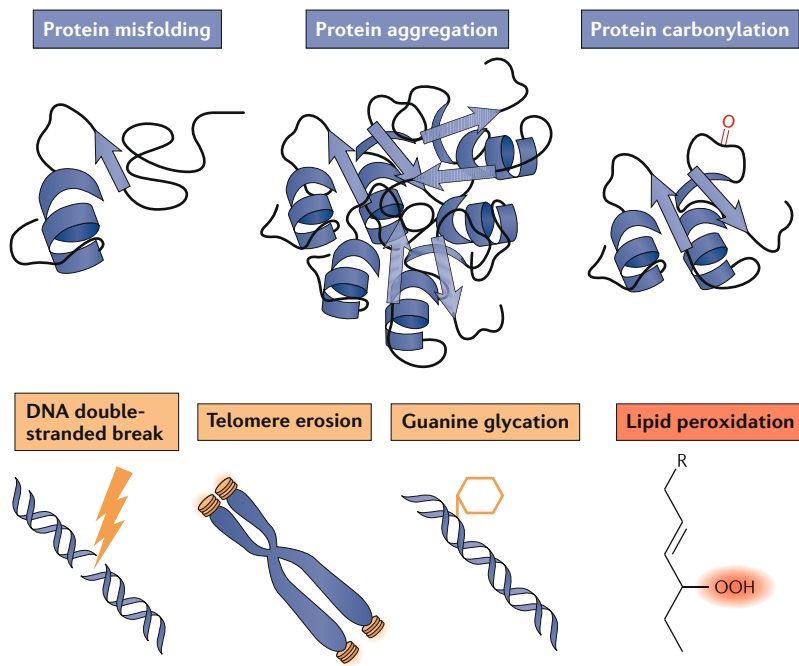 Protein misfolding
Protein aggregation
Protein carbonylation
O
DNA double-
stranded break
Telomere erosion
Guanine glycation
Lipid peroxidation
R
OOH